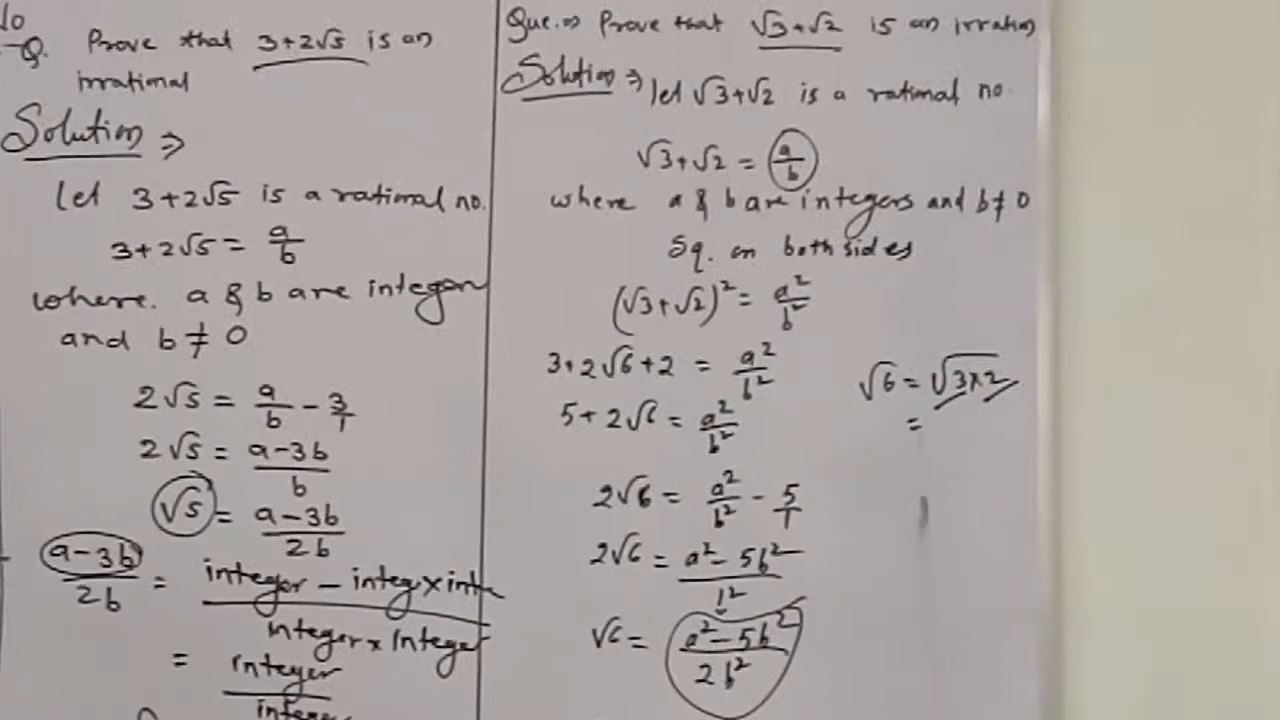 10
Q. Prove that 3+2√5 is an
irrational
Solution ⇒
Let 3+2√5 is a rational no.
3+2√5 = a/b
where. a & b are integers
and b ≠ 0
2√5 = a/b - 3/1
2√5 = a-3b/b
√5 = a-3b/2b
a-3b/2b = integer - integ×inte / integer×integer
= integer/
Que. ⇒ Prove that √3+√2 is an irration
Solution ⇒ let √3+√2 is a rational no.
√3+√2 = a/b
where a & b are integers and b≠0
Sq. on both sides
(√3+√2)² = a²/b²
3+2√6+2 = a²/b²
√6 = √3×2
=
5+2√6 = a²/b²
2√6 = a²/b² - 5/1
2√6 = a²-5b²/b²
√6 = a²-5b²/2b²